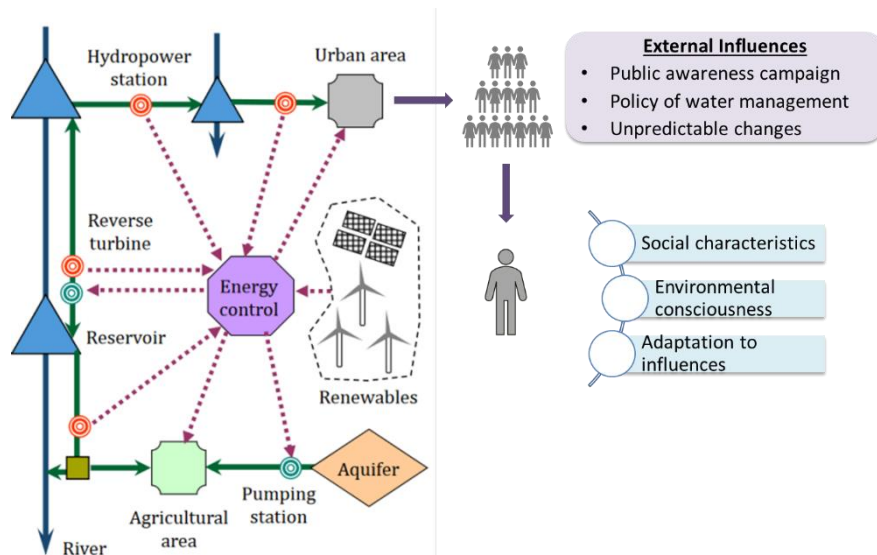 Hydropower
station
Urban area
Reverse
turbine
Energy
control
Reservoir
Renewables
Aquifer
Pumping
station
Agricultural
area
River
External Influences
• Public awareness campaign
• Policy of water management
• Unpredictable changes
Social characteristics
Environmental
consciousness
Adaptation to
influences